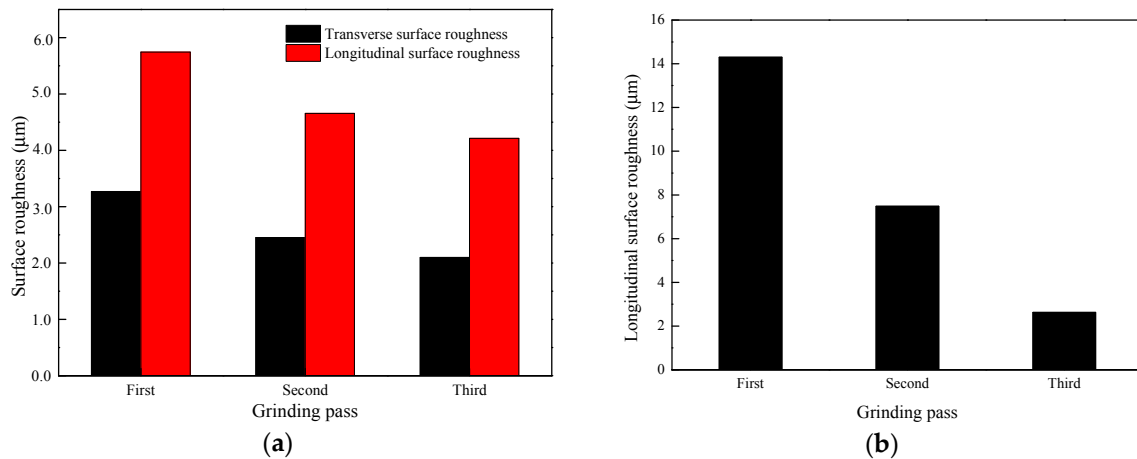 6.0
5.0
4.0
3.0
2.0
1.0
0.0
Surface roughness (μm)
Transverse surface roughness
Longitudinal surface roughness
First
Second
Third
Grinding pass
(a)
16
14
12
10
8
6
4
2
0
Longitudinal surface roughness (μm)
First
Second
Third
Grinding pass
(b)